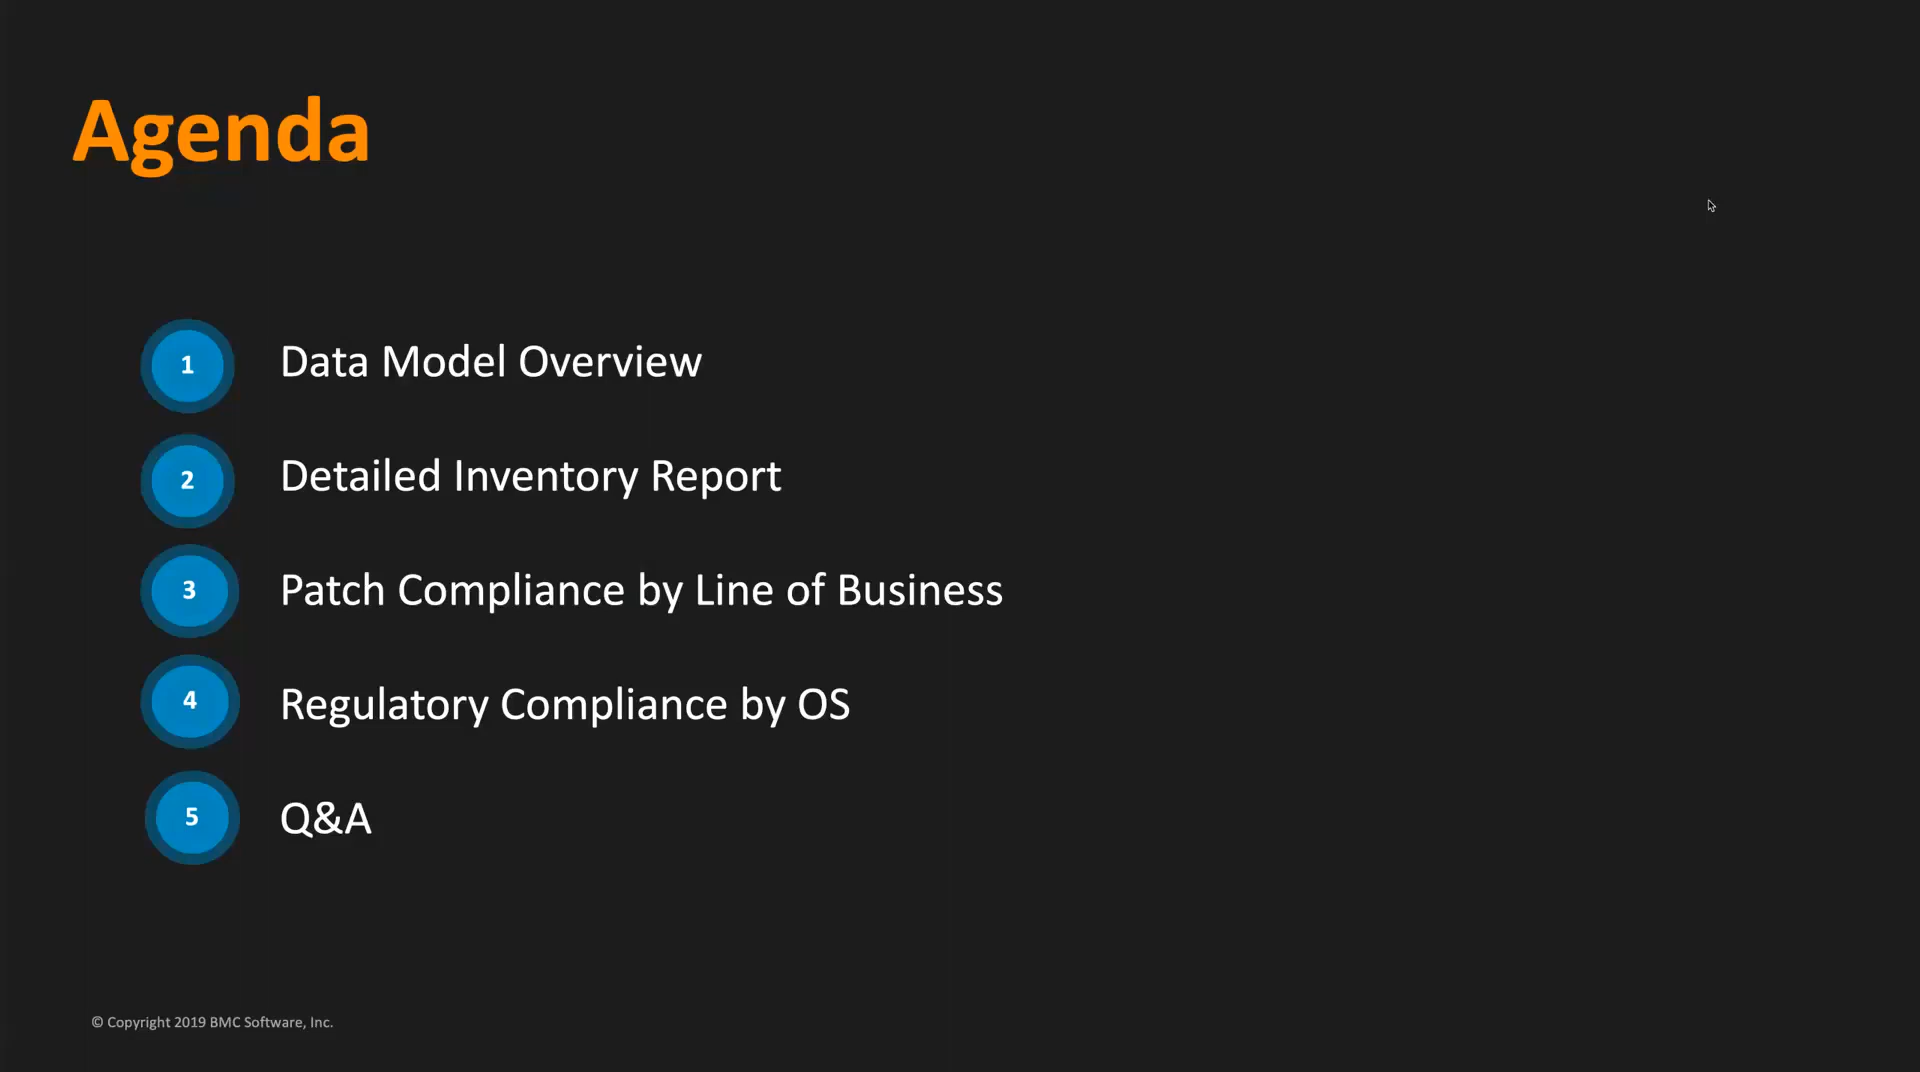 Agenda
1 Data Model Overview
2 Detailed Inventory Report
3 Patch Compliance by Line of Business
4 Regulatory Compliance by OS
5 Q&A
© Copyright 2019 BMC Software, Inc.